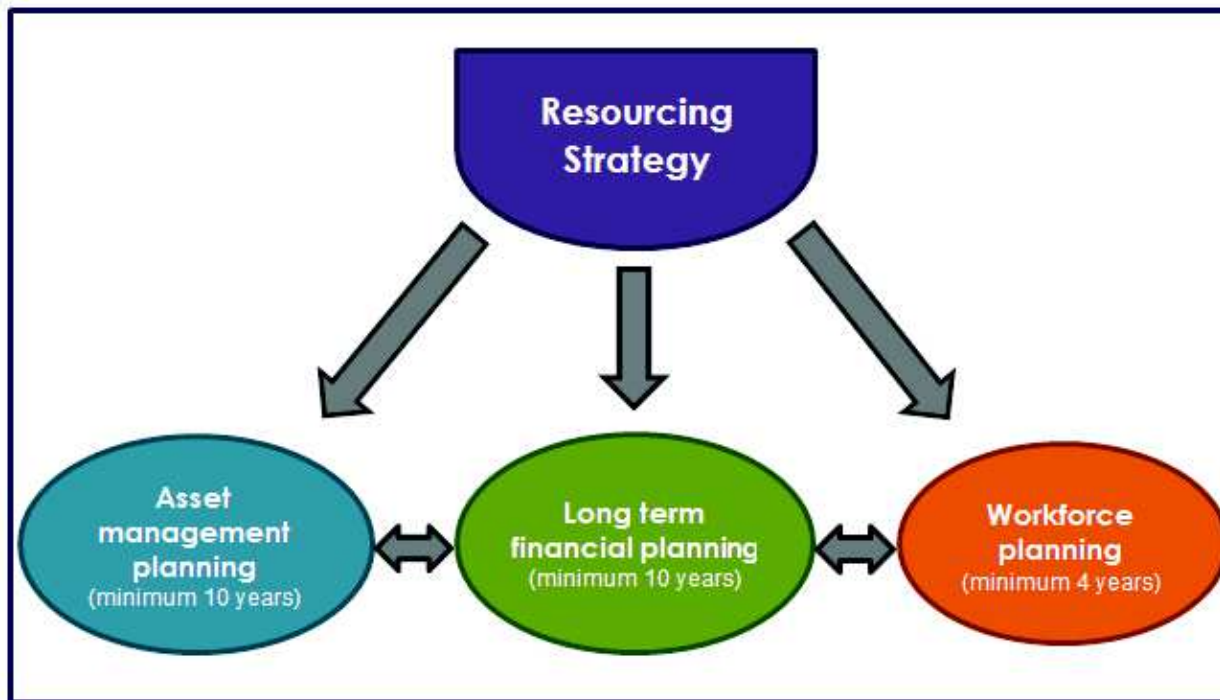 Resourcing
Strategy
Asset
management
planning
(minimum 10 years)
Long term
financial planning
(minimum 10 years)
Workforce
planning
(minimum 4 years)